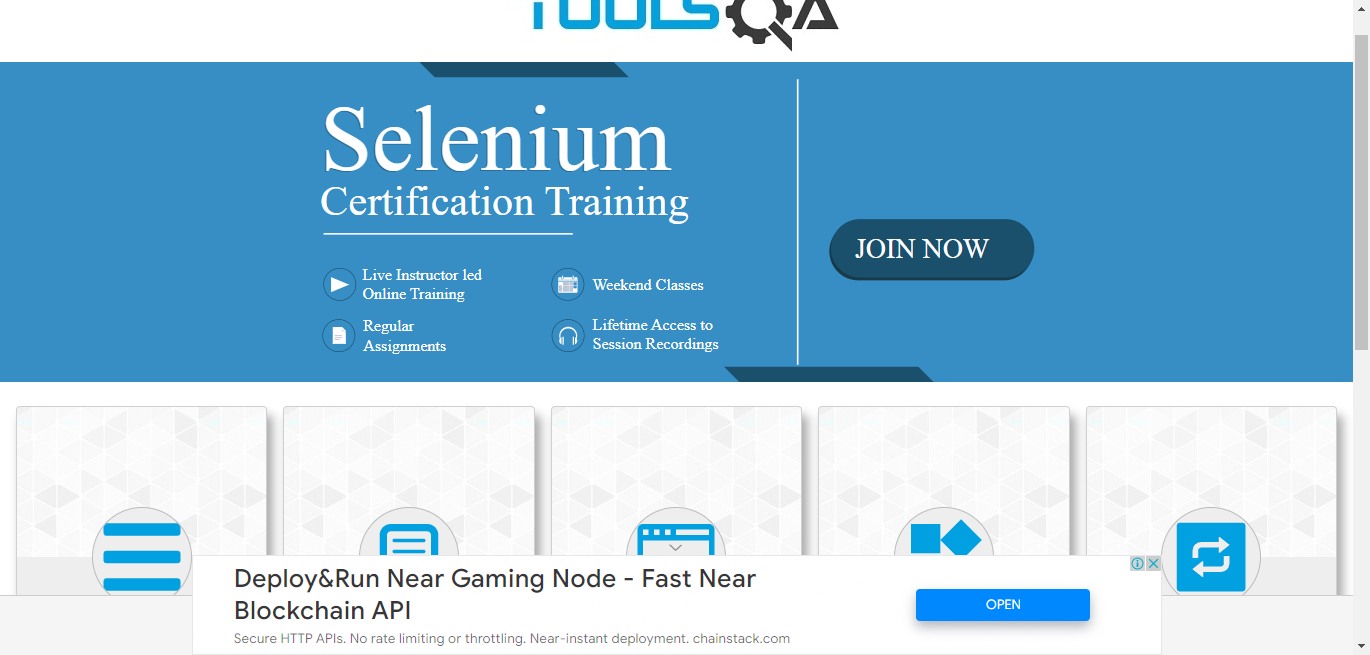 TOOLSQA
Selenium
Certification Training
JOIN NOW
Live Instructor led
Online Training
Weekend Classes
Regular
Assignments
Lifetime Access to
Session Recordings
Deploy&Run Near Gaming Node - Fast Near
Blockchain API
OPEN
Secure HTTP APIs. No rate limiting or throttling. Near-instant deployment. chainstack.com